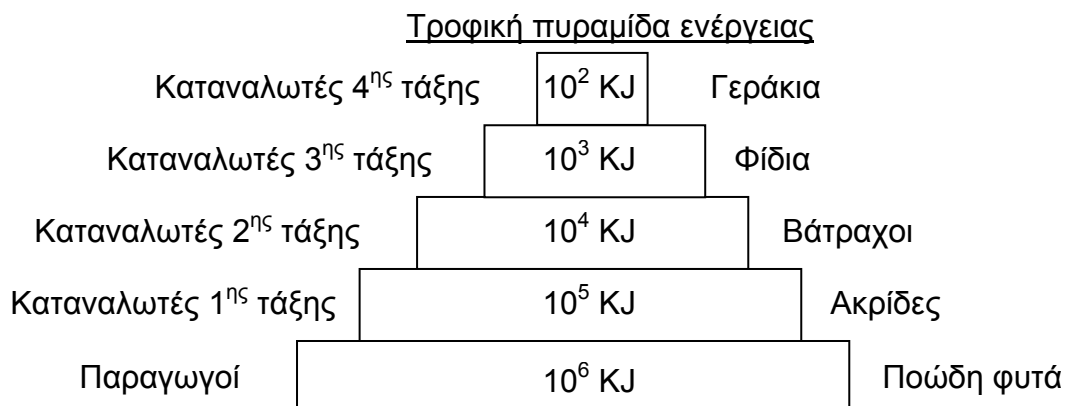 Τροφική πυραμίδα ενέργειας
Καταναλωτές 4ης τάξης 10² KJ Γεράκια
Καταναλωτές 3ης τάξης 10³ KJ Φίδια
Καταναλωτές 2ης τάξης 10⁴ KJ Βάτραχοι
Καταναλωτές 1ης τάξης 10⁵ KJ Ακρίδες
Παραγωγοί 10⁶ KJ Ποώδη φυτά